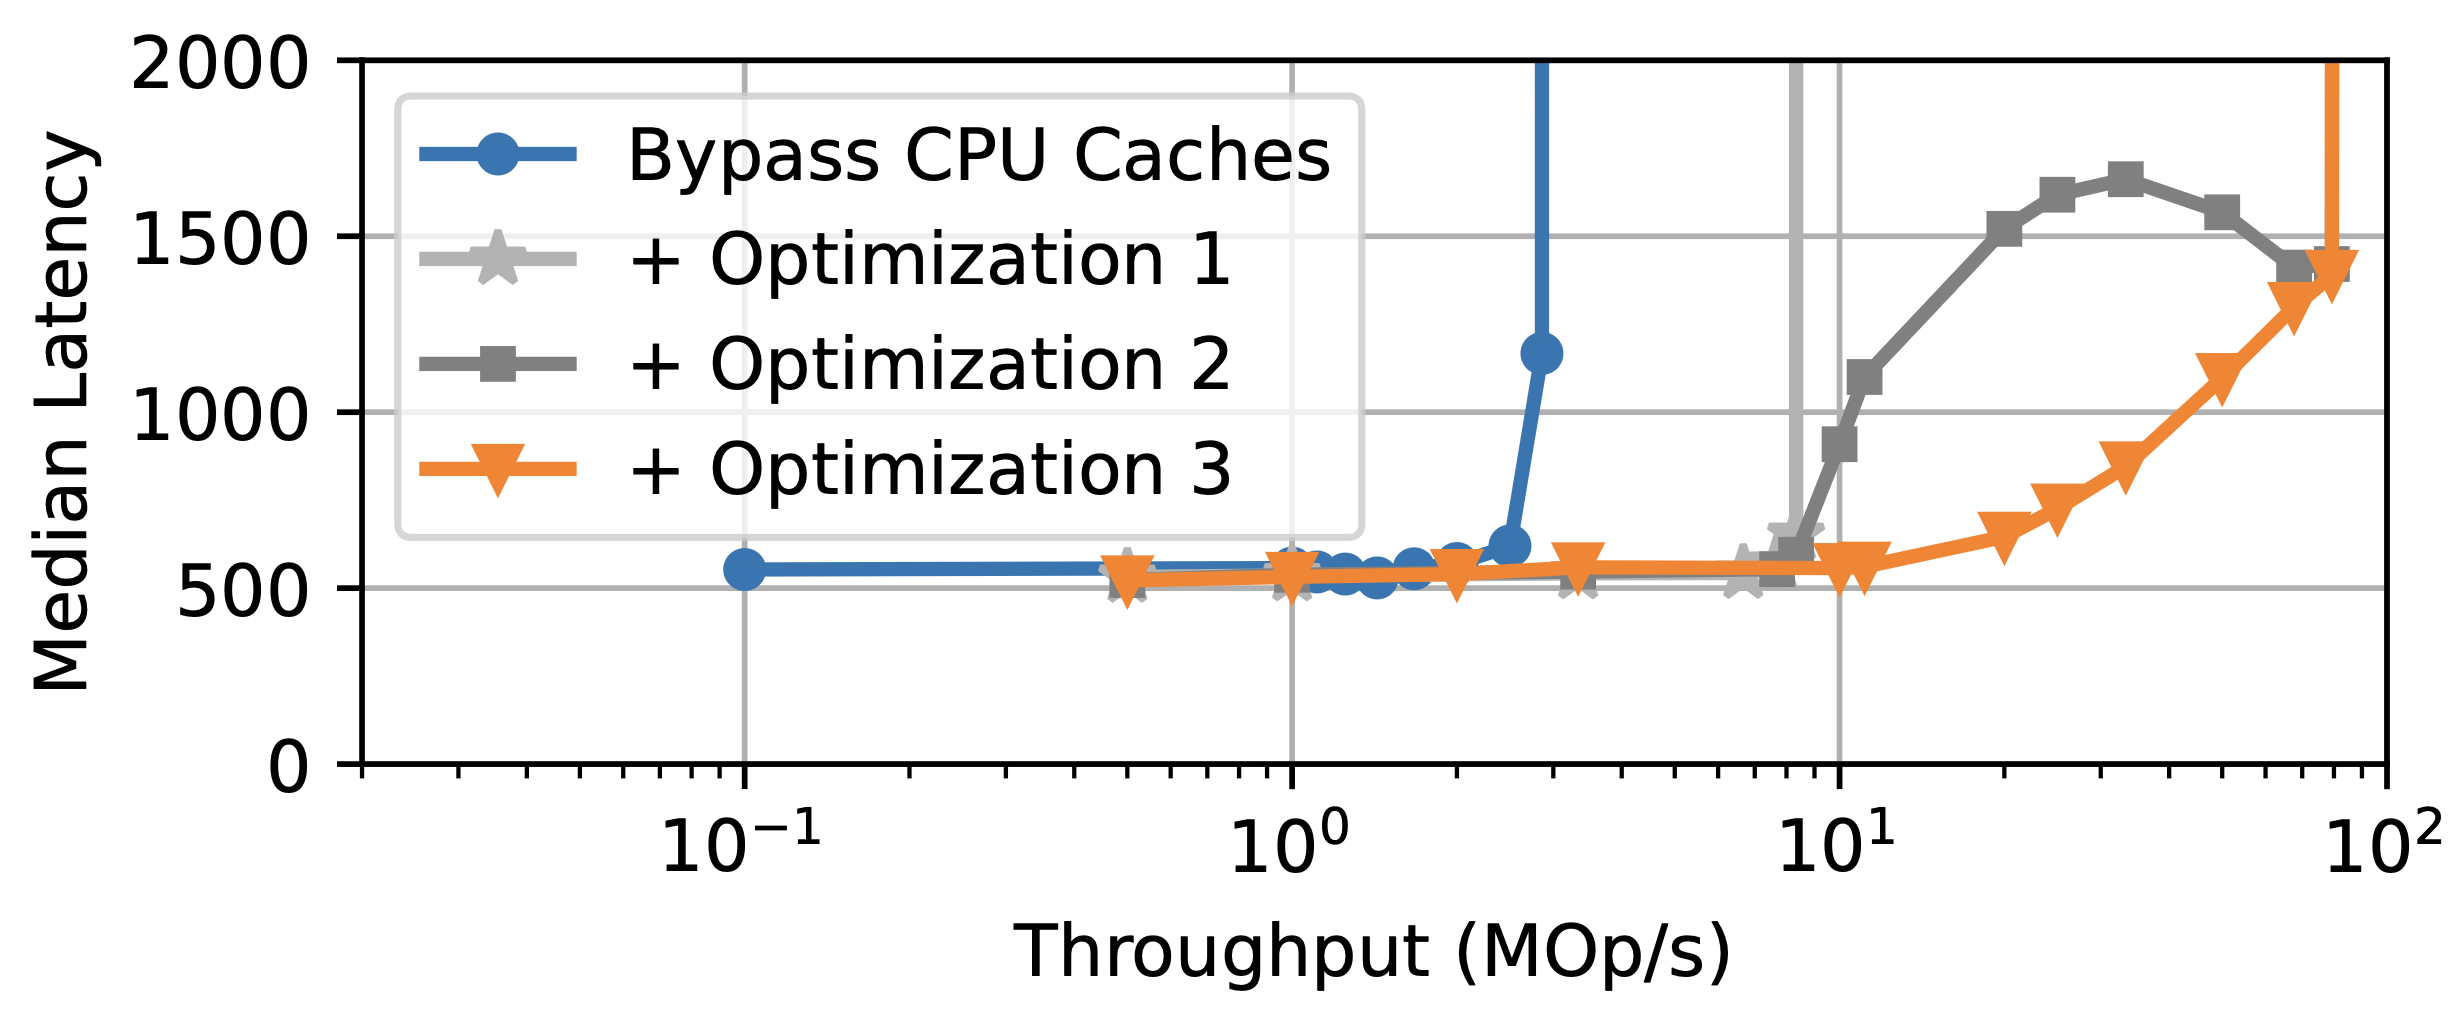 2000
1500
1000
500
0
Median Latency
Bypass CPU Caches
+ Optimization 1
+ Optimization 2
+ Optimization 3
10⁻¹
10⁰
10¹
10²
Throughput (MOp/s)